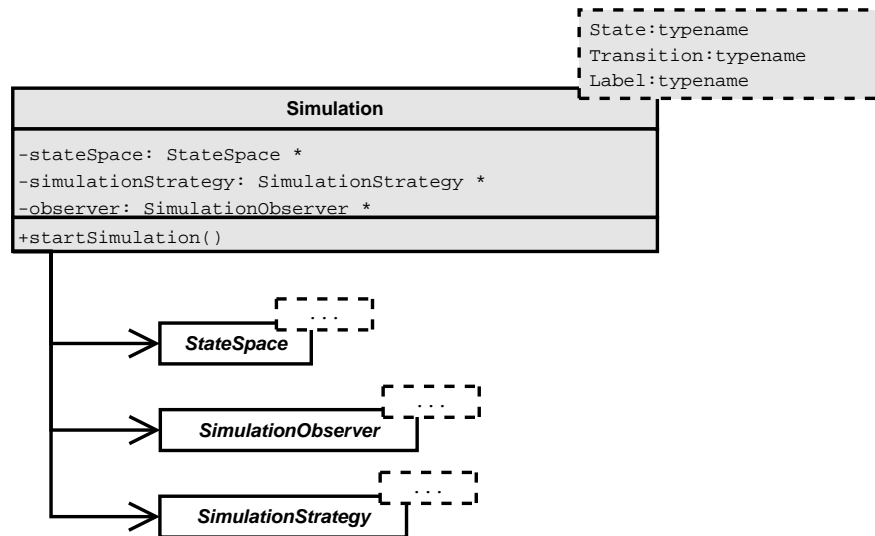 State:typename
Transition:typename
Label:typename
Simulation
-stateSpace: StateSpace *
-simulationStrategy: SimulationStrategy *
-observer: SimulationObserver *
+startSimulation()
...
StateSpace
...
SimulationObserver
...
SimulationStrategy